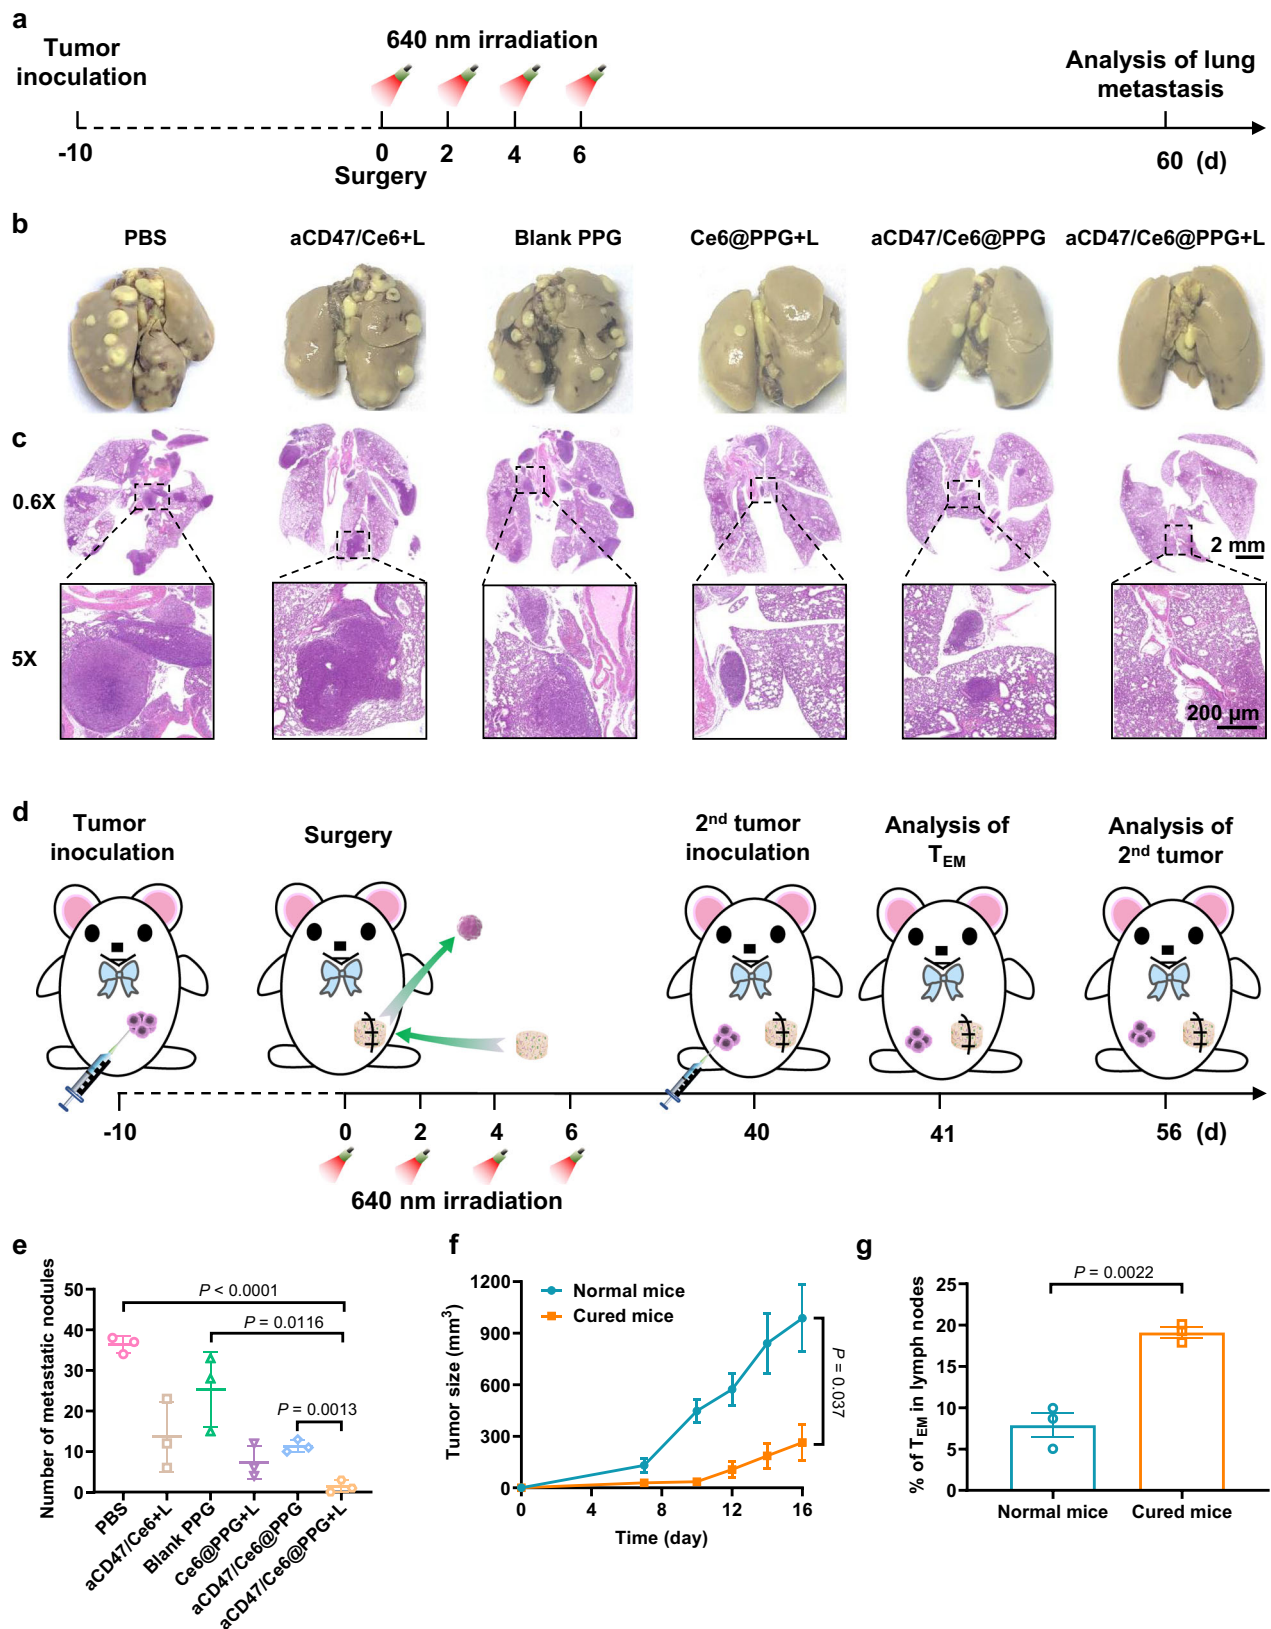 a
Tumor
inoculation
640 nm irradiation
Analysis of lung
metastasis
-10
0
2
4
6
60 (d)
Surgery
b
PBS
aCD47/Ce6+L
Blank PPG
Ce6@PPG+L
aCD47/Ce6@PPG
aCD47/Ce6@PPG+L
c
0.6X
2 mm
5X
200 μm
d
Tumor
inoculation
Surgery
2nd tumor
inoculation
Analysis of
TEM
Analysis of
2nd tumor
-10
0
2
4
6
40
41
56 (d)
640 nm irradiation
e
Number of metastatic nodules
50
40
30
20
10
0
P < 0.0001
P = 0.0116
P = 0.0013
PBS
aCD47/Ce6+L
Blank PPG
Ce6@PPG+L
aCD47/Ce6@PPG
aCD47/Ce6@PPG+L
f
Tumor size (mm3)
1200
900
600
300
0
Normal mice
Cured mice
P = 0.037
0
4
8
12
16
Time (day)
g
% of TEM in lymph nodes
25
20
15
10
5
0
P = 0.0022
Normal mice
Cured mice